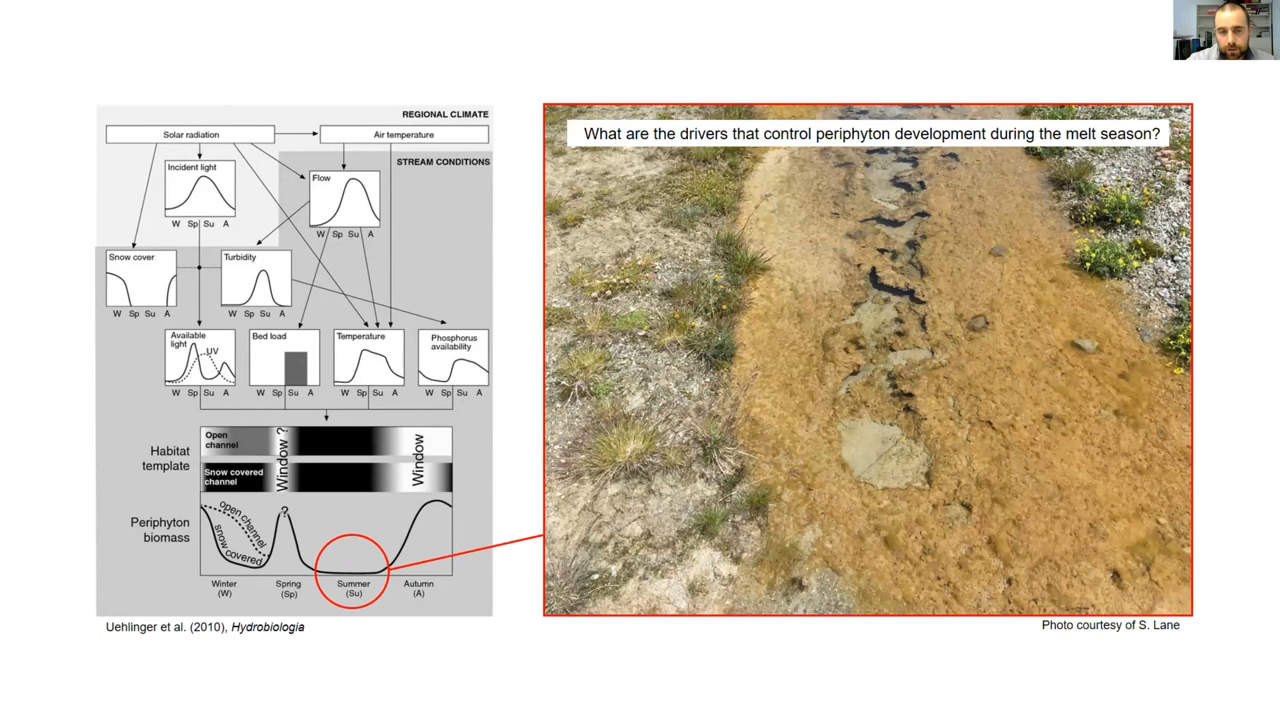 REGIONAL CLIMATE
Solar radiation
Air temperature
STREAM CONDITIONS
Incident light
W Sp Su A
Flow
W Sp Su A
Snow cover
W Sp Su A
Turbidity
W Sp Su A
Available
light
UV
W Sp Su A
Bed load
W Sp Su A
Temperature
W Sp Su A
Phosphorus
availability
W Sp Su A
Habitat
template
Open
channel
Snow covered
channel
Window ?
Window
Periphyton
biomass
open channel
snow covered
?
Winter
(W)
Spring
(Sp)
Summer
(Su)
Autumn
(A)
Uehlinger et al. (2010), Hydrobiologia
What are the drivers that control periphyton development during the melt season?
Photo courtesy of S. Lane